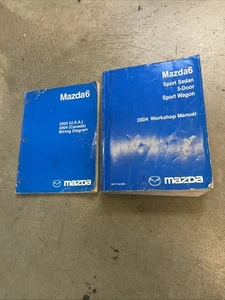 Mazda6
2003 (U.S.A.)
2004 (Canada)
Wiring Diagram
mazda
Mazda6
Sport Sedan
5-Door
Sport Wagon
2004 Workshop Manual
mazda